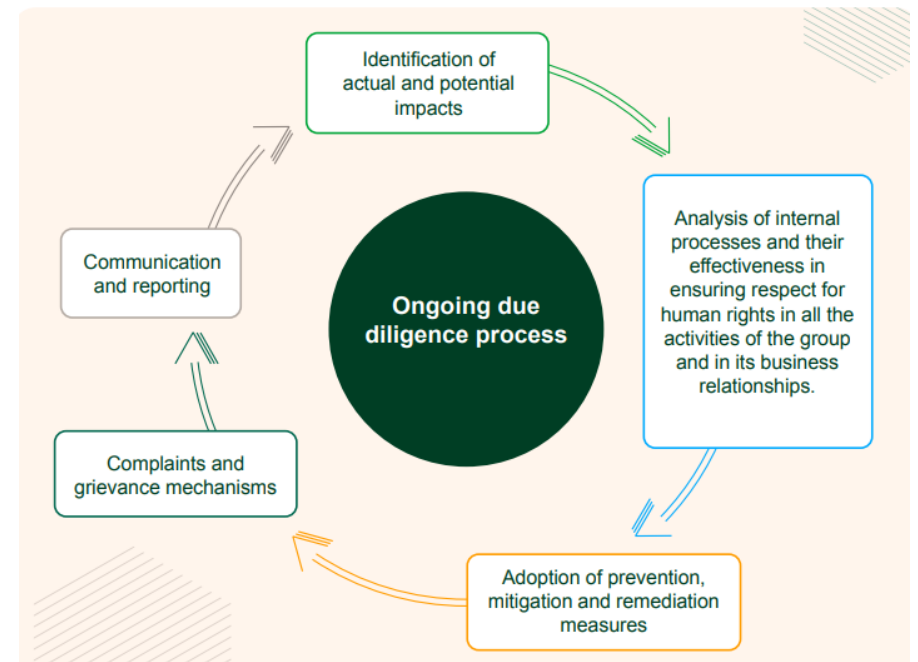 Identification of
actual and potential
impacts
Analysis of internal
processes and their
effectiveness in
ensuring respect for
human rights in all the
activities of the group
and in its business
relationships.
Adoption of prevention,
mitigation and remediation
measures
Complaints and
grievance mechanisms
Communication
and reporting
Ongoing due
diligence process